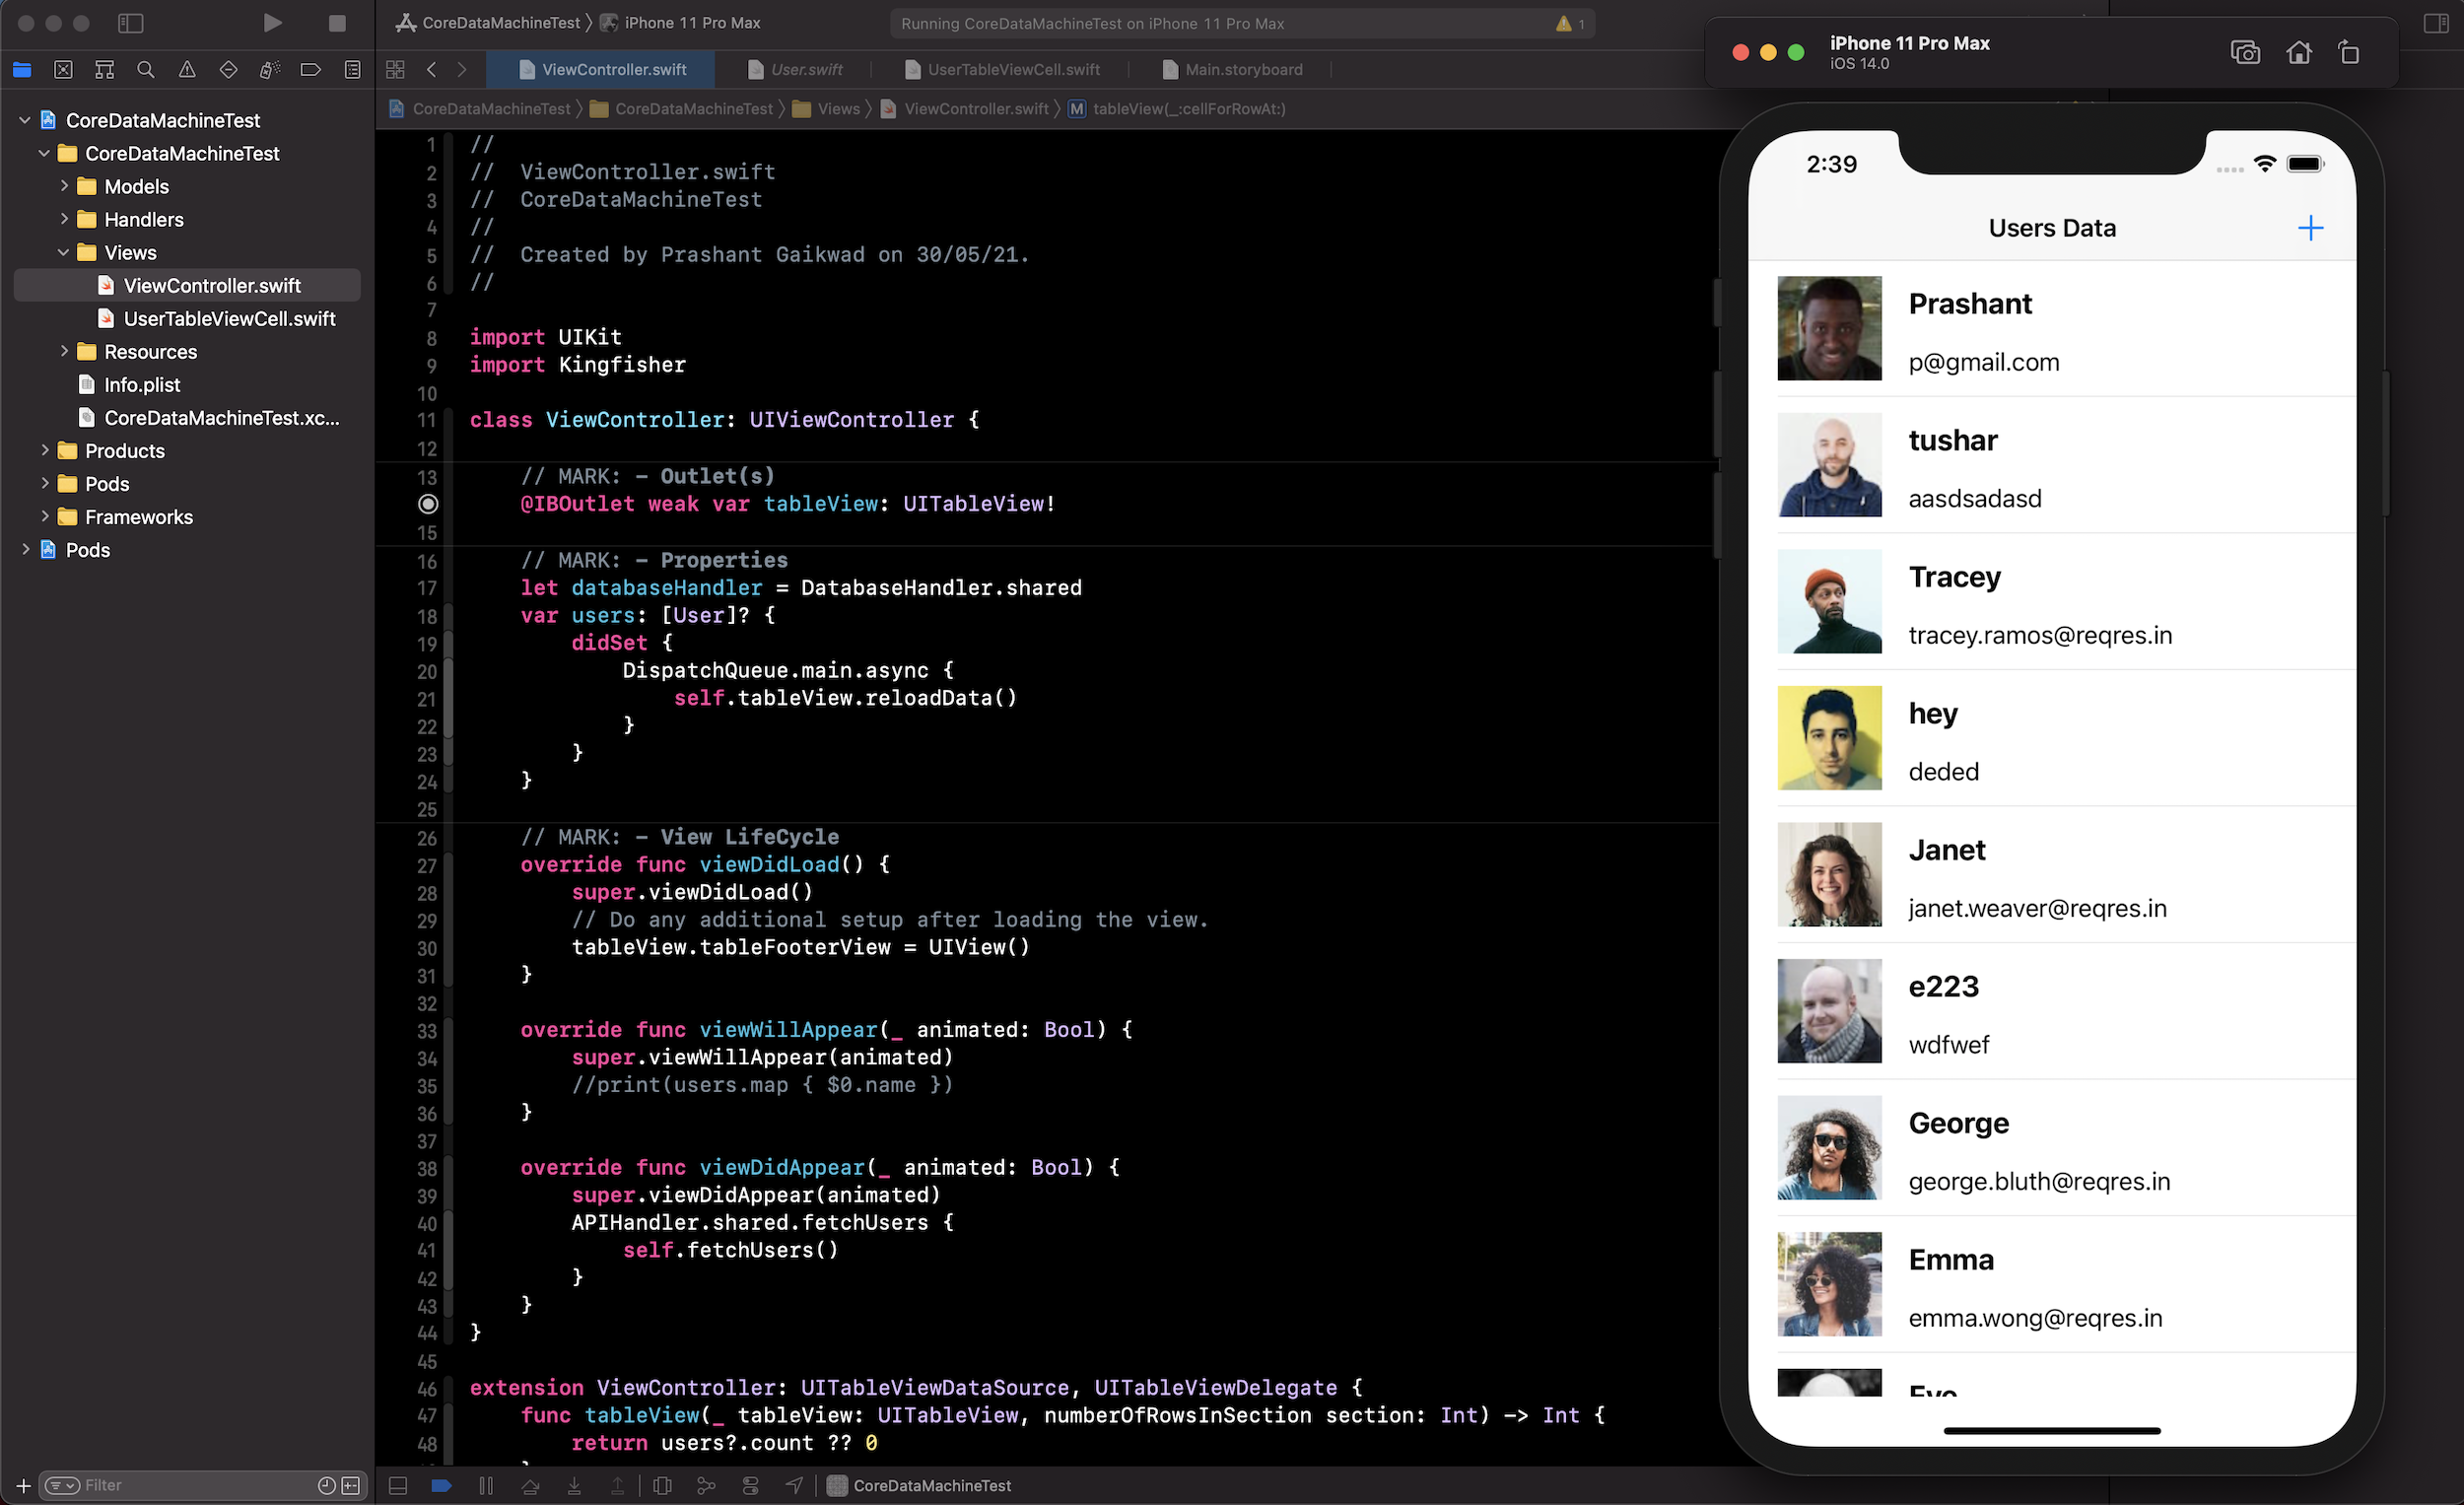 CoreDataMachineTest
iPhone 11 Pro Max
Running CoreDataMachineTest on iPhone 11 Pro Max
1
ViewController.swift
User.swift
UserTableViewCell.swift
Main.storyboard
CoreDataMachineTest
CoreDataMachineTest
Views
ViewController.swift
M
tableView(_:cellForRowAt:)
CoreDataMachineTest
CoreDataMachineTest
Models
Handlers
Views
ViewController.swift
UserTableViewCell.swift
Resources
Info.plist
CoreDataMachineTest.xc...
Products
Pods
Frameworks
Pods
Filter
1 //
2 //  ViewController.swift
3 //  CoreDataMachineTest
4 //
5 //  Created by Prashant Gaikwad on 30/05/21.
6 //
7
8 import UIKit
9 import Kingfisher
10
11 class ViewController: UIViewController {
12
13     // MARK: - Outlet(s)
    @IBOutlet weak var tableView: UITableView!
15
16     // MARK: - Properties
17     let databaseHandler = DatabaseHandler.shared
18     var users: [User]? {
19         didSet {
20             DispatchQueue.main.async {
21                 self.tableView.reloadData()
22             }
23         }
24     }
25
26     // MARK: - View LifeCycle
27     override func viewDidLoad() {
28         super.viewDidLoad()
29         // Do any additional setup after loading the view.
30         tableView.tableFooterView = UIView()
31     }
32
33     override func viewWillAppear(_ animated: Bool) {
34         super.viewWillAppear(animated)
35         //print(users.map { $0.name })
36     }
37
38     override func viewDidAppear(_ animated: Bool) {
39         super.viewDidAppear(animated)
40         APIHandler.shared.fetchUsers {
41             self.fetchUsers()
42         }
43     }
44 }
45
46 extension ViewController: UITableViewDataSource, UITableViewDelegate {
47     func tableView(_ tableView: UITableView, numberOfRowsInSection section: Int) -> Int {
48         return users?.count ?? 0
CoreDataMachineTest
iPhone 11 Pro Max
iOS 14.0
2:39
Users Data
Prashant
p@gmail.com
tushar
aasdsadasd
Tracey
tracey.ramos@reqres.in
hey
deded
Janet
janet.weaver@reqres.in
e223
wdfwef
George
george.bluth@reqres.in
Emma
emma.wong@reqres.in